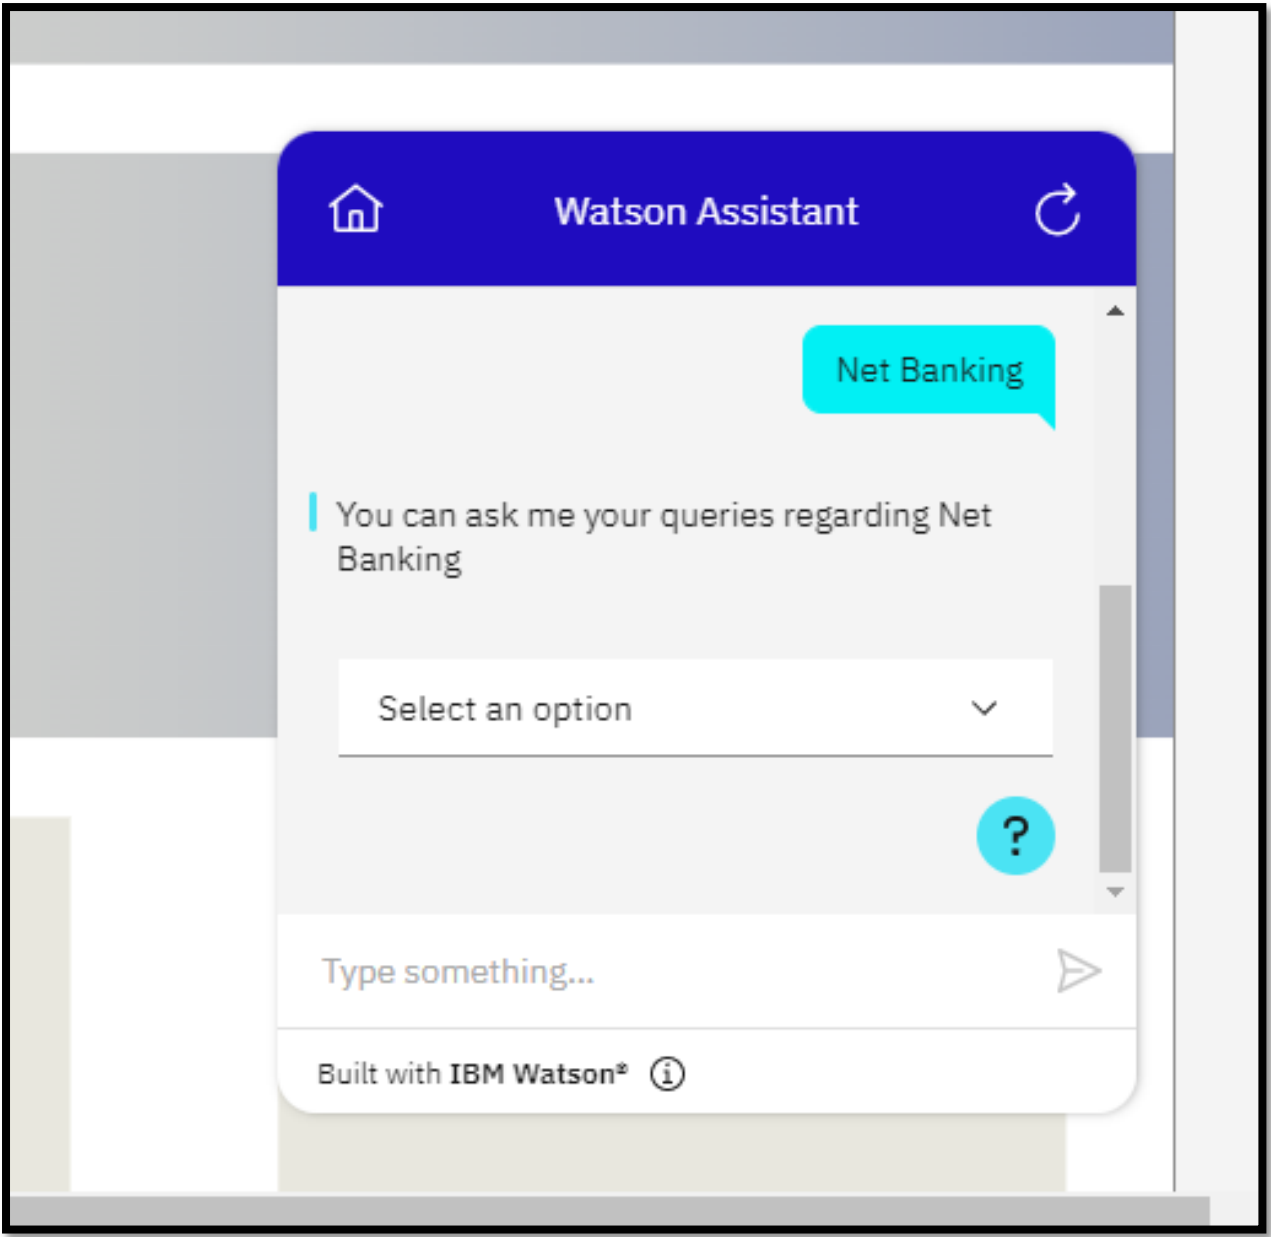 Watson Assistant
Net Banking
You can ask me your queries regarding Net
Banking
Select an option
?
Type something...
Built with IBM Watson®